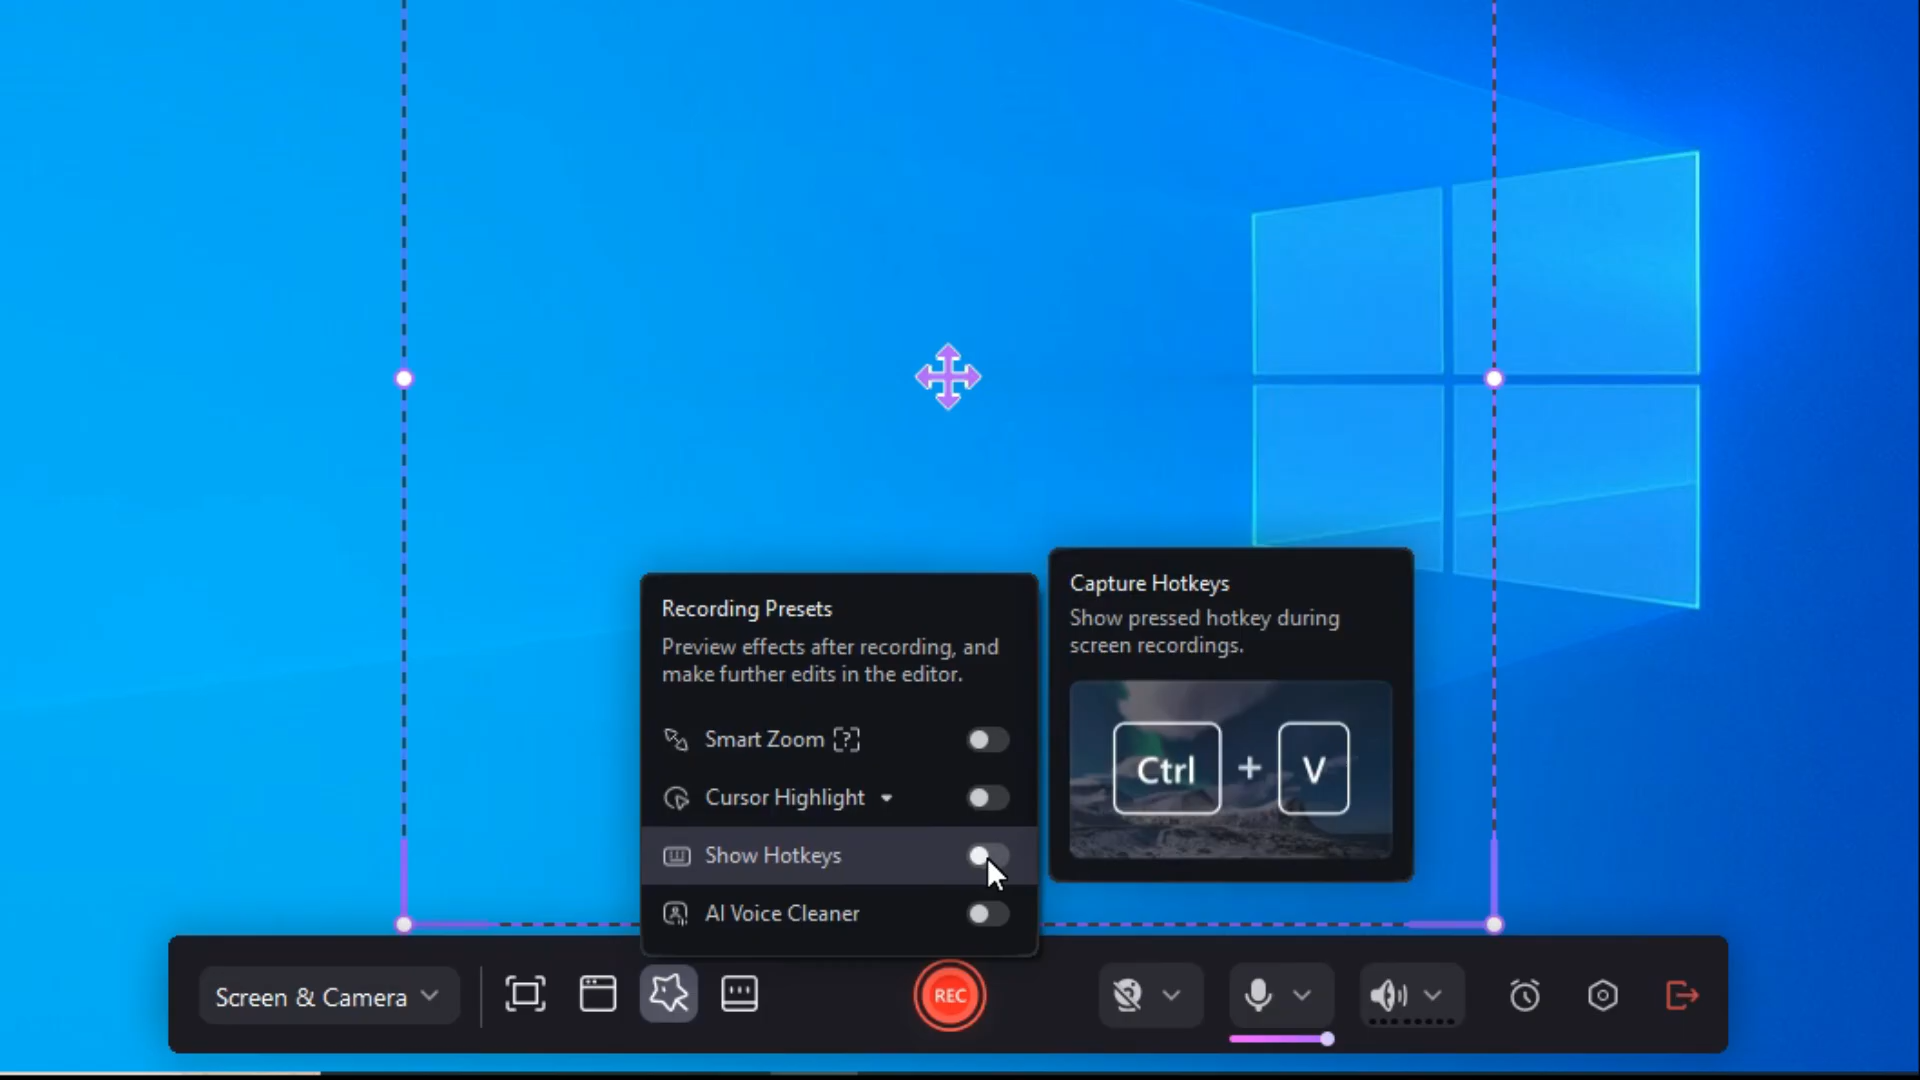 Recording Presets
Preview effects after recording, and
make further edits in the editor.
Smart Zoom [?]
Cursor Highlight
Show Hotkeys
AI Voice Cleaner
Capture Hotkeys
Show pressed hotkey during
screen recordings.
Ctrl + V
Screen & Camera
REC